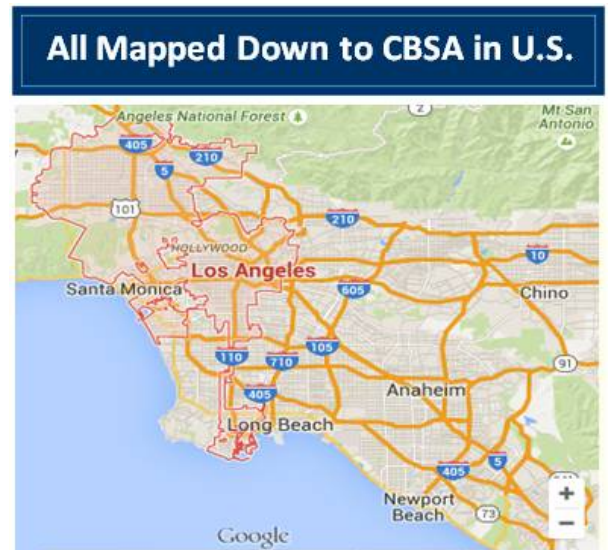 All Mapped Down to CBSA in U.S.
Angeles National Forest
2
Mt San
Antonio
405
210
5
101
210
HOLLYWOOD
10
Los Angeles
Santa Monica
605
Chino
110
710
105
91
Anaheim
405
Long Beach
5
405
Newport
Beach
73
+
−
Google